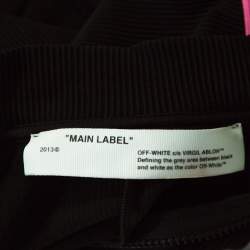 "MAIN LABEL"
2013©
OFF-WHITE c/o VIRGIL ABLOH™
Defining the grey area between black
and white as the color Off-White™